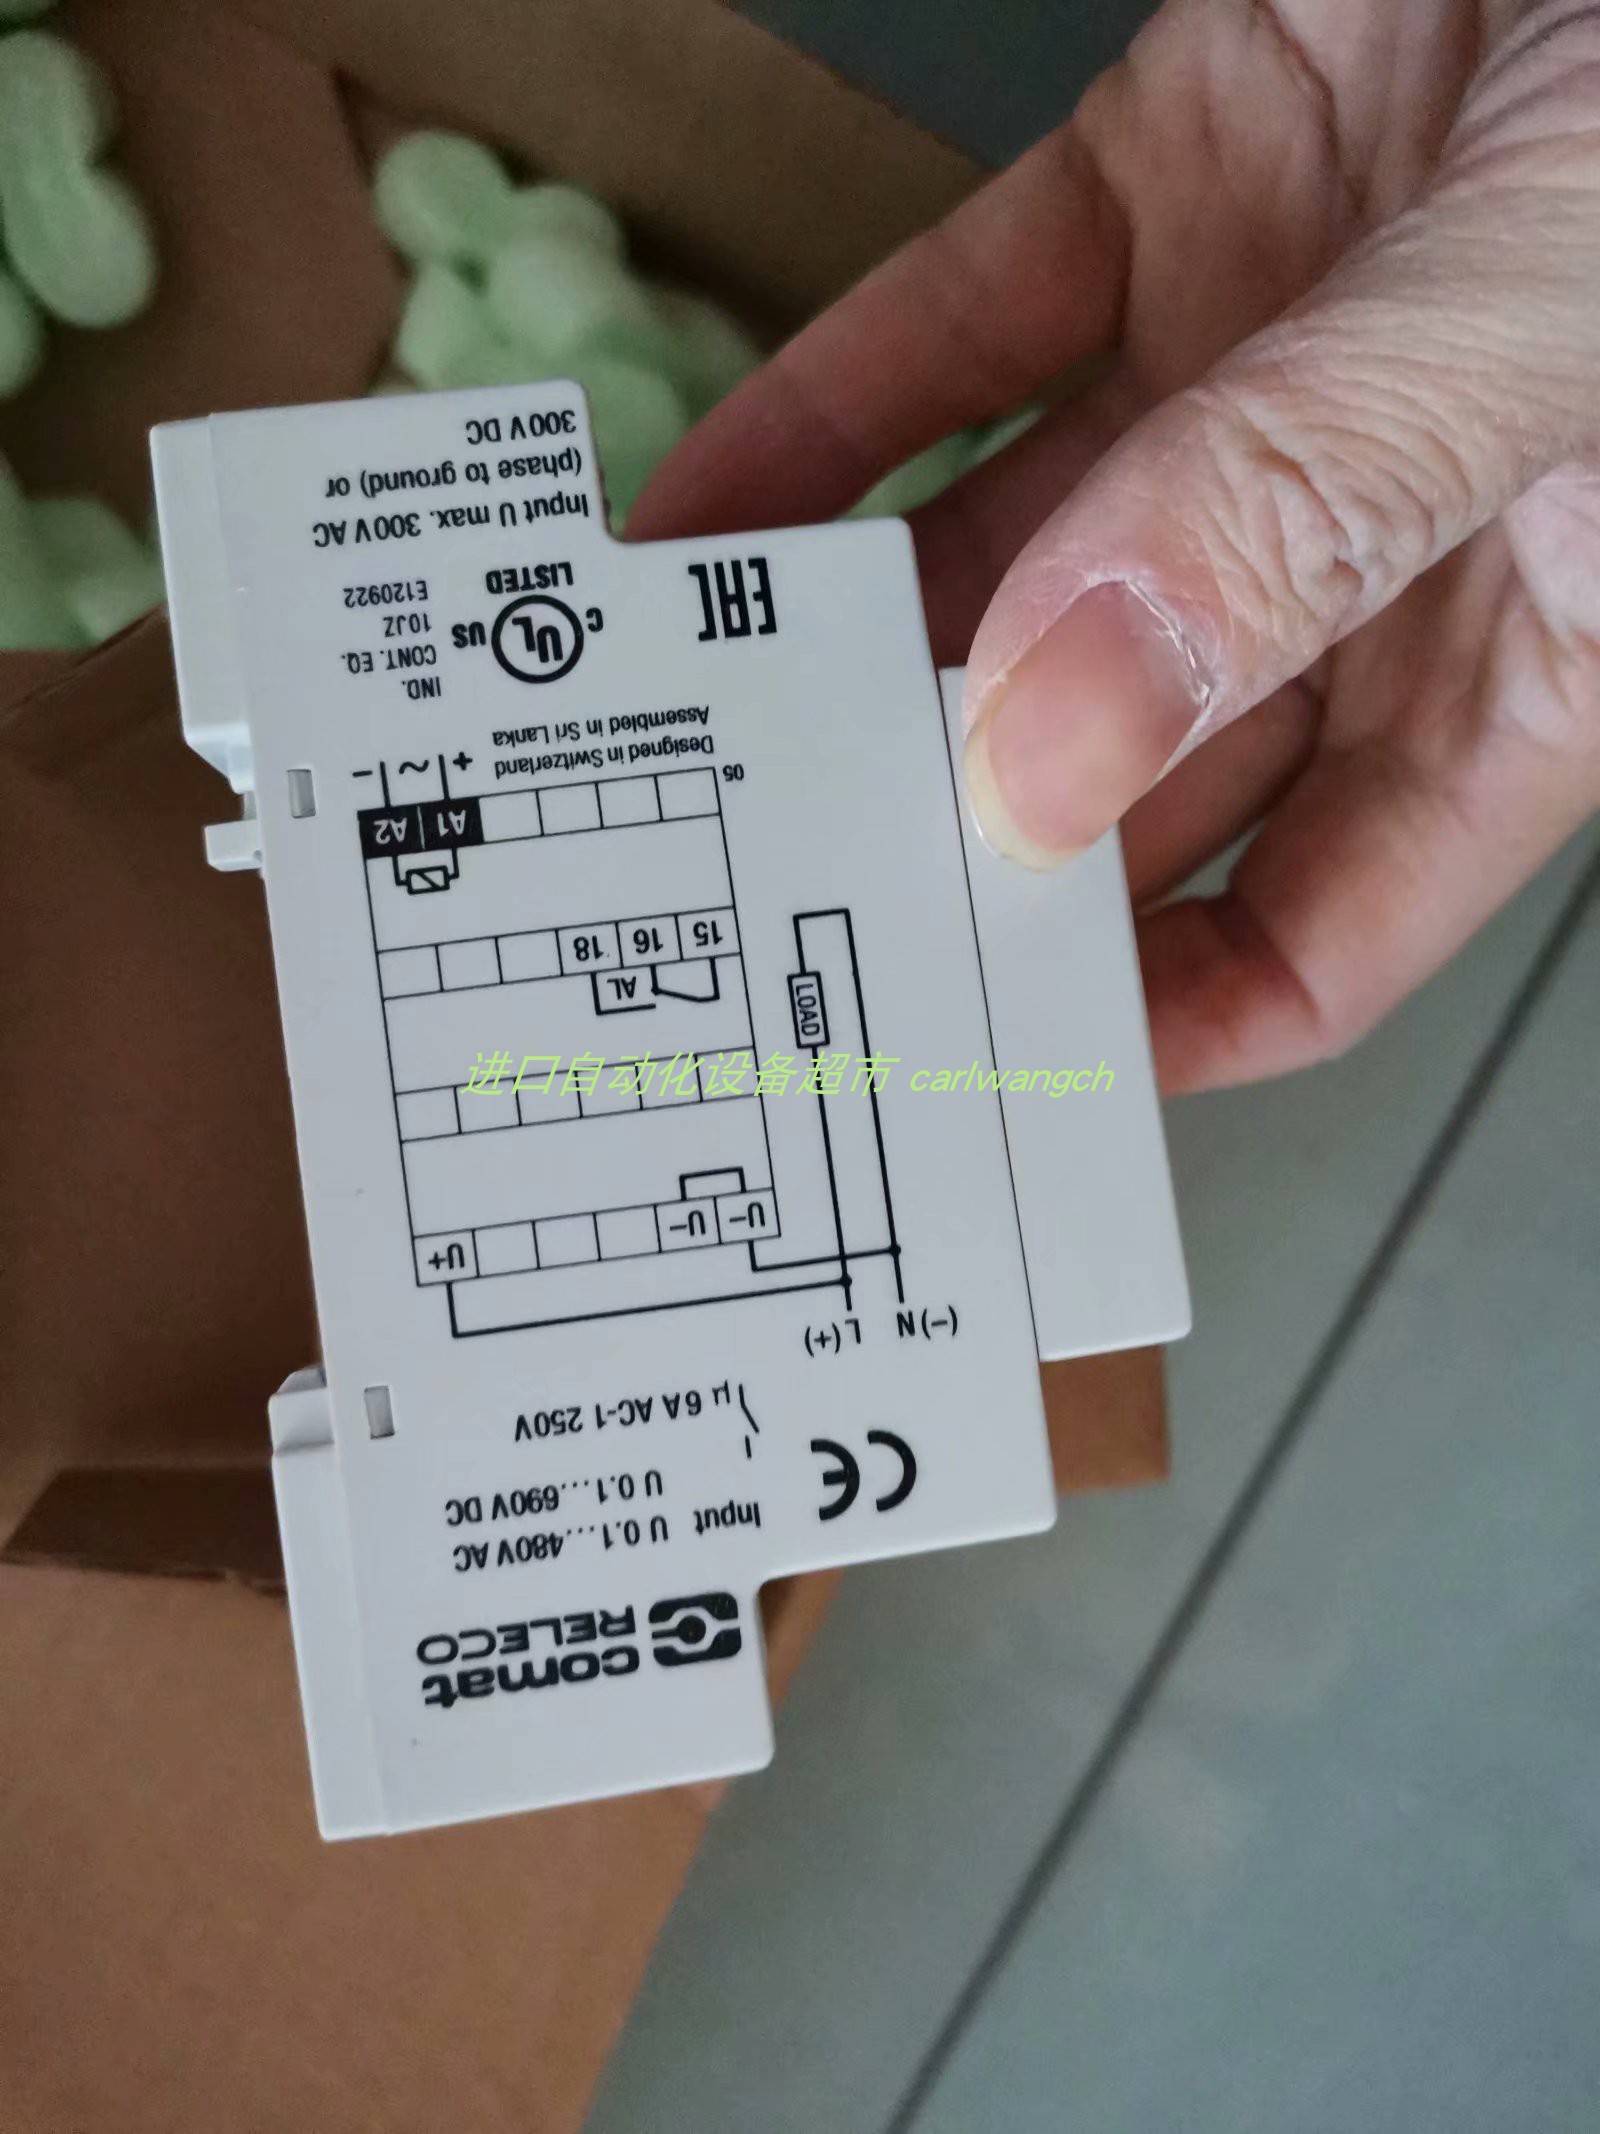 comat
RELECO
Input U 0.1...480V AC
U 0.1...690V DC
µ 6A AC-1 250V
CE
(-)N L(+)
U- U- U+
LOAD
AL
15 16 18
A1 A2
+ ~ -
05
Designed in Switzerland
Assembled in Sri Lanka
IND.
CONT. EQ.
10JZ
E120922
C UL US
LISTED
EAC
Input U max. 300V AC
(phase to ground) or
300V DC
进口自动化设备超市 carlwangch